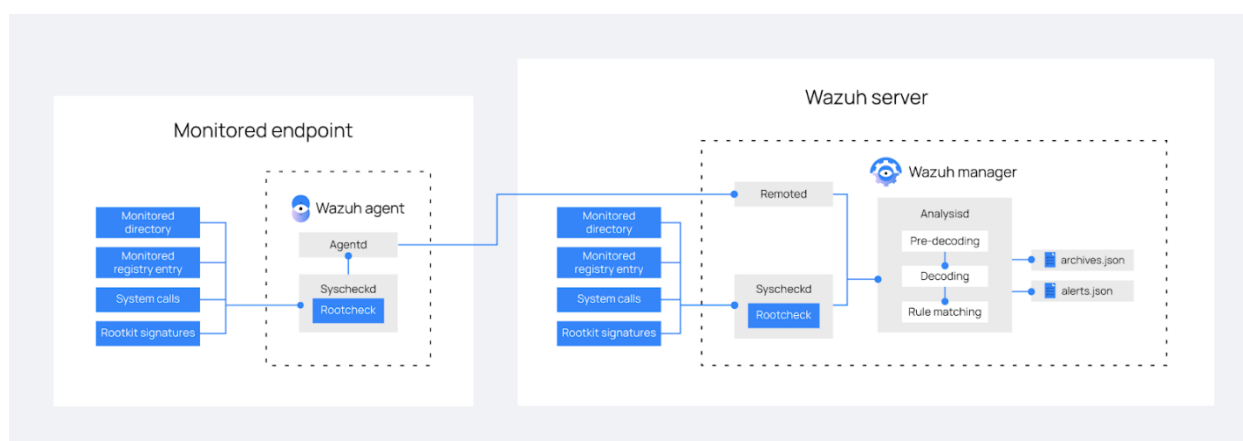 Wazuh server
Monitored endpoint
Wazuh agent
Monitored
directory
Monitored
registry entry
System calls
Rootkit signatures
Agentd
Syscheckd
Rootcheck
Wazuh manager
Remoted
Monitored
directory
Monitored
registry entry
System calls
Rootkit signatures
Syscheckd
Rootcheck
Analysisd
Pre-decoding
Decoding
Rule matching
archives.json
alerts.json